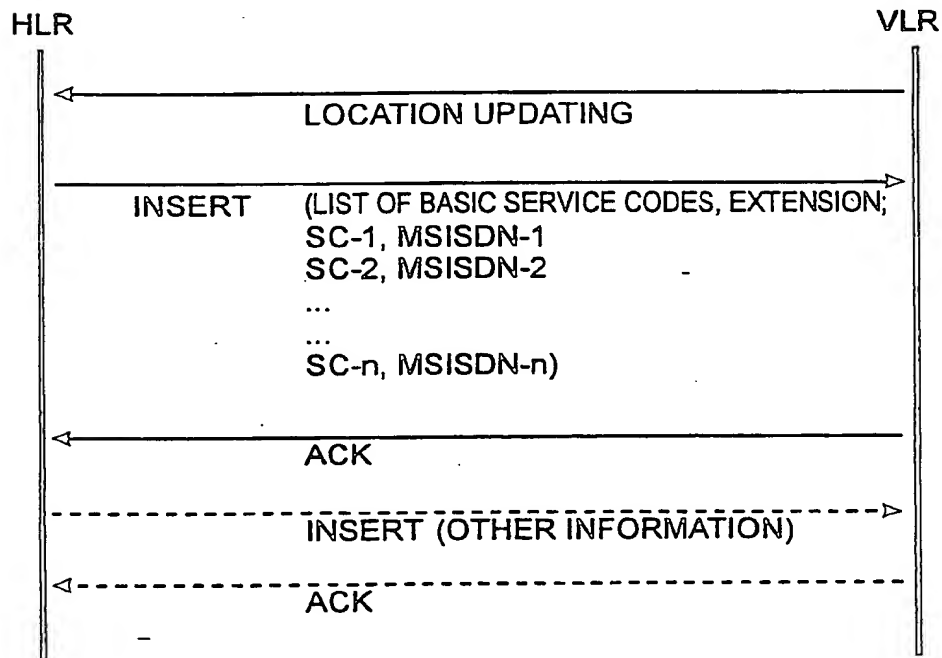 HLR VLR
LOCATION UPDATING
INSERT (LIST OF BASIC SERVICE CODES, EXTENSION;
SC-1, MSISDN-1
SC-2, MSISDN-2
...
...
SC-n, MSISDN-n)
ACK
INSERT (OTHER INFORMATION)
ACK